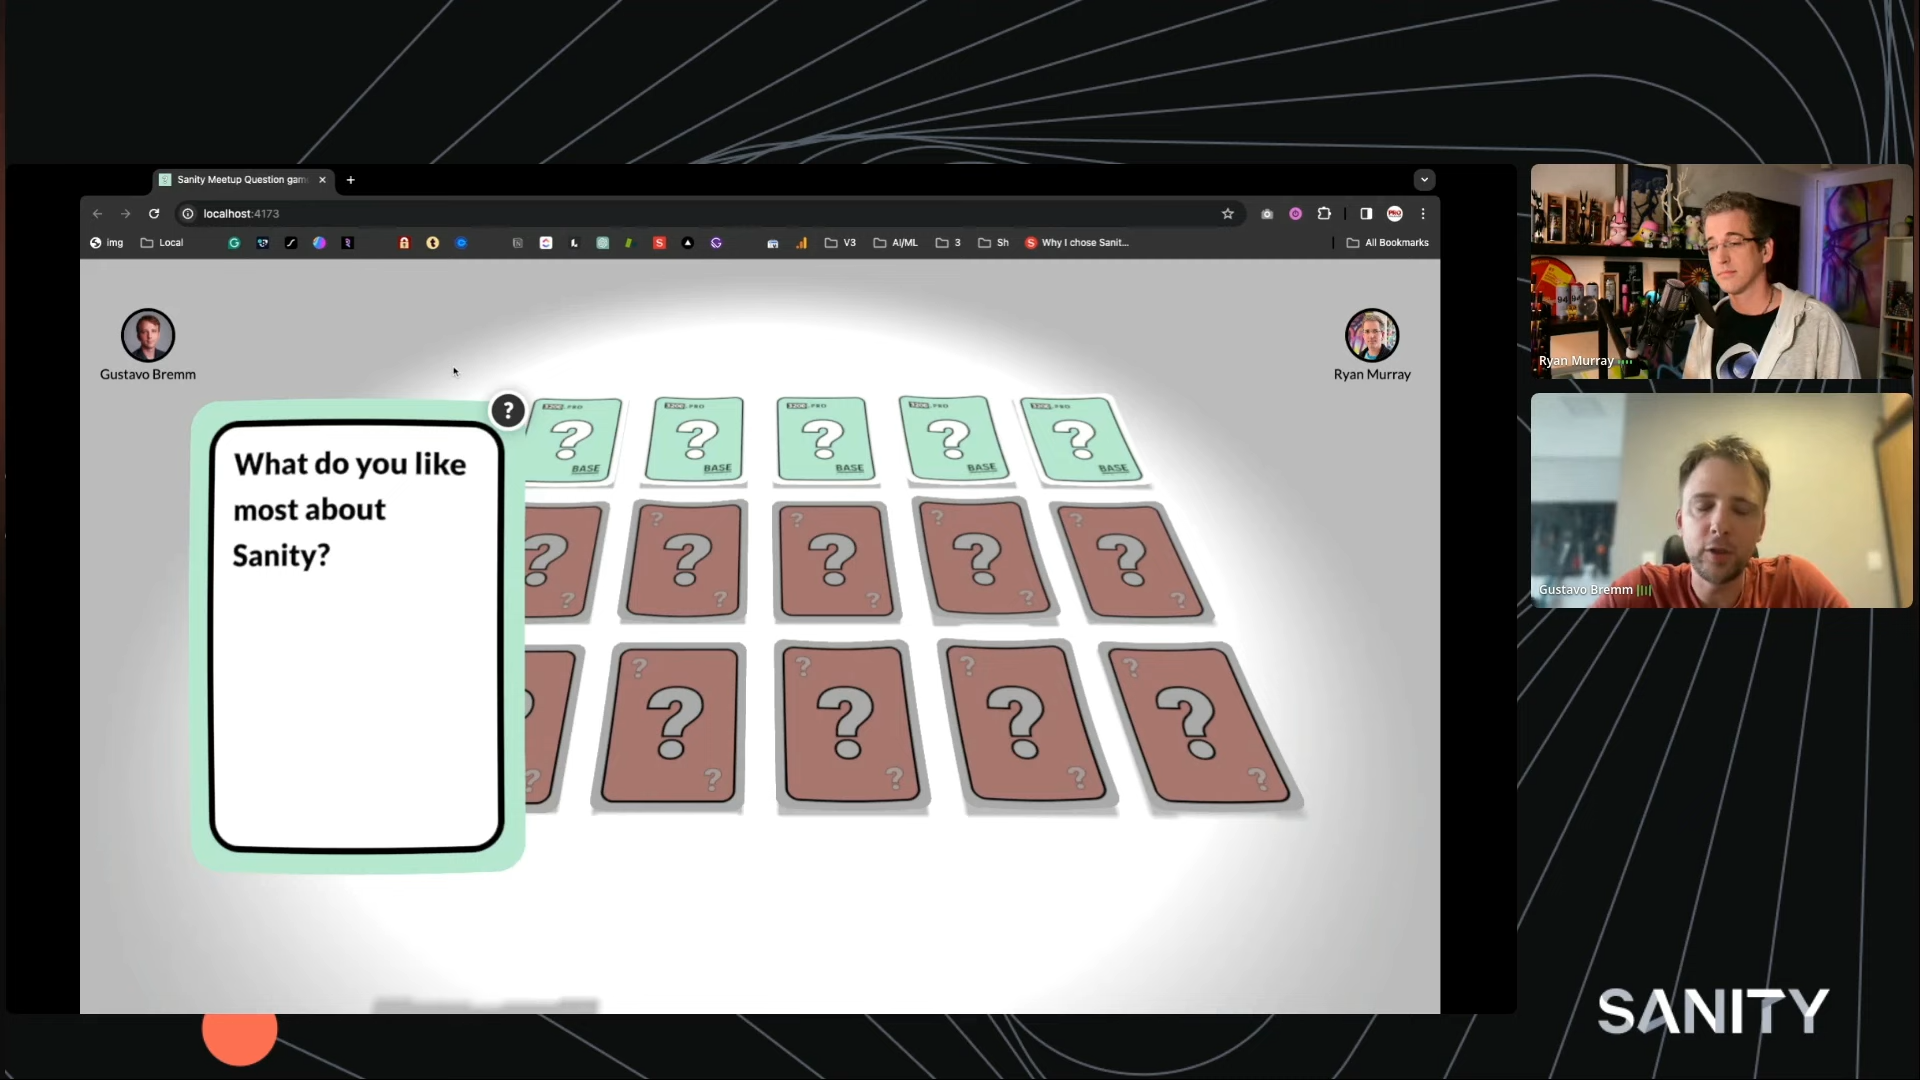 Sanity Meetup Question gam
localhost:4173
img
Local
V3
AI/ML
3
Sh
Why I chose Sanit...
All Bookmarks
Gustavo Bremm
Ryan Murray
?
What do you like
most about
Sanity?
?
BASE
?
BASE
?
BASE
?
BASE
?
BASE
? ?
? ? ?
? ? ?
? ? ?
? ? ?
?
? ? ?
? ? ?
? ? ?
? ? ?
Ryan Murray
Gustavo Bremm
SANITY